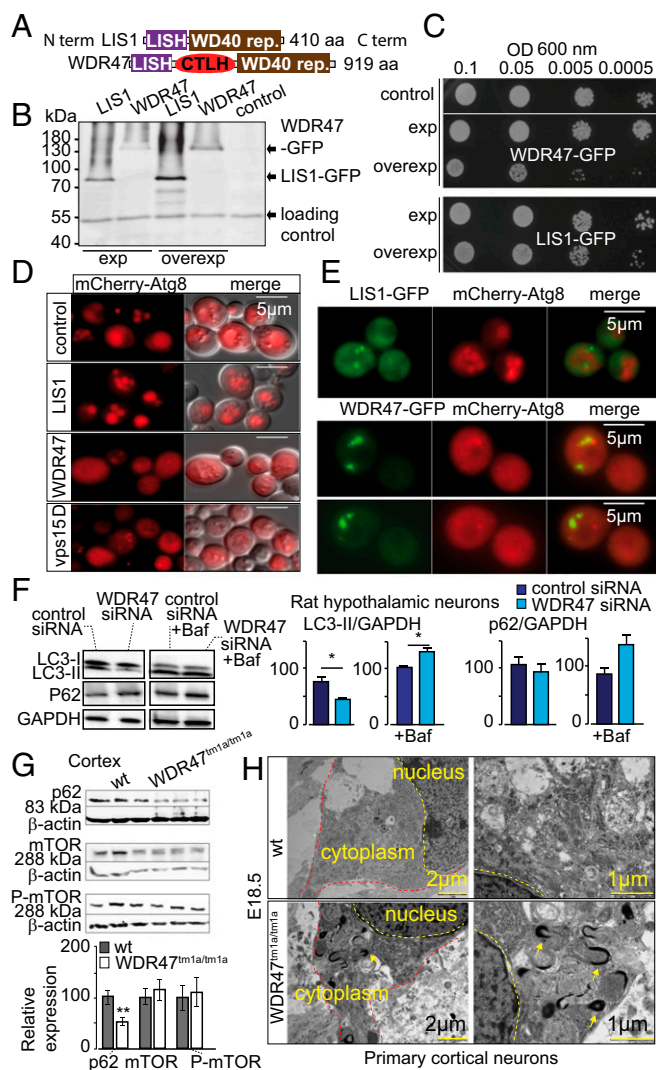 A
N term LIS1 LISH WD40 rep. 410 aa C term
WDR47 LISH CTLH WD40 rep. 919 aa
B
kDa LIS1 WDR47 LIS1 WDR47 control
180
130
100
70
55
40
WDR47
-GFP
LIS1-GFP
loading
control
exp overexp
C
OD 600 nm
0.1 0.05 0.005 0.0005
control
exp
WDR47-GFP
overexp
exp
LIS1-GFP
overexp
D
mCherry-Atg8 merge
5µm
control
LIS1
WDR47
vps15D
E
LIS1-GFP mCherry-Atg8 merge
5µm
WDR47-GFP mCherry-Atg8 merge
5µm
5µm
F
control siRNA
WDR47 siRNA
control siRNA +Baf
WDR47 siRNA +Baf
LC3-I
LC3-II
P62
GAPDH
control siRNA
WDR47 siRNA
Rat hypothalamic neurons
LC3-II/GAPDH p62/GAPDH
* *
100 100 100 100
0 0 0 0
+Baf +Baf
G
Cortex
wt WDR47tm1a/tm1a
p62
83 kDa
β-actin
mTOR
288 kDa
β-actin
P-mTOR
288 kDa
β-actin
Relative expression
200
100
0
wt
WDR47tm1a/tm1a
**
p62 mTOR P-mTOR
H
E18.5
wt
nucleus
cytoplasm
2µm
1µm
WDR47tm1a/tm1a
nucleus
cytoplasm
2µm
1µm
Primary cortical neurons